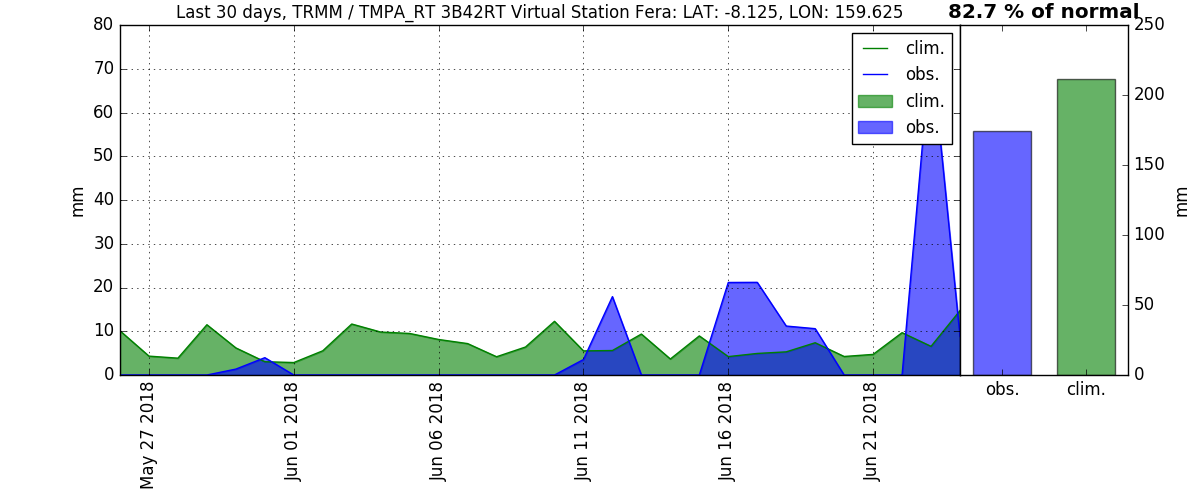 Last 30 days, TRMM / TMPA_RT 3B42RT Virtual Station Fera: LAT: -8.125, LON: 159.625
82.7 % of normal
80
70
60
50
40
30
20
10
0
mm
clim.
obs.
clim.
obs.
May 27 2018
Jun 01 2018
Jun 06 2018
Jun 11 2018
Jun 16 2018
Jun 21 2018
250
200
150
100
50
0
mm
obs.
clim.